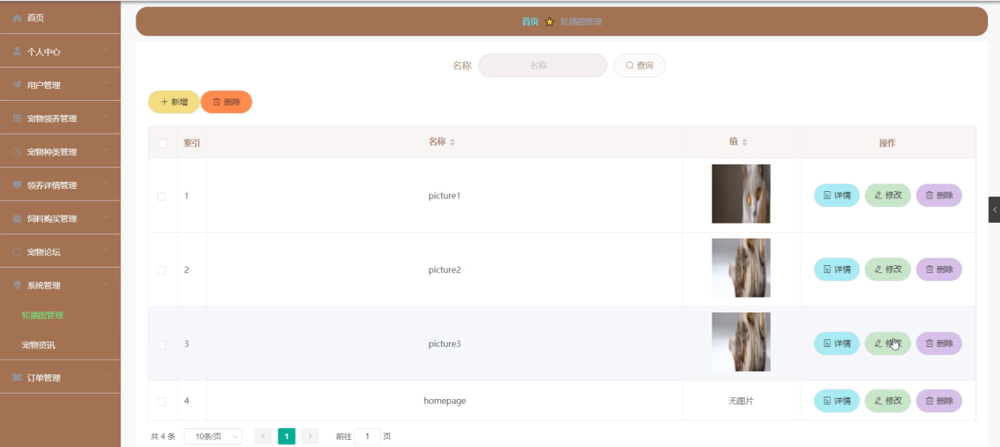 首页
个人中心
用户管理
宠物领养管理
宠物种类管理
领养详情管理
饲料购买管理
宠物论坛
系统管理
轮播图管理
宠物资讯
订单管理
首页 轮播图管理
名称 名称 查询
新增 删除
索引 名称 值 操作
1 picture1 详情 修改 删除
2 picture2 详情 修改 删除
3 picture3 详情 修改 删除
4 homepage 无图片 详情 修改 删除
共 4 条 10条/页 1 前往 1 页